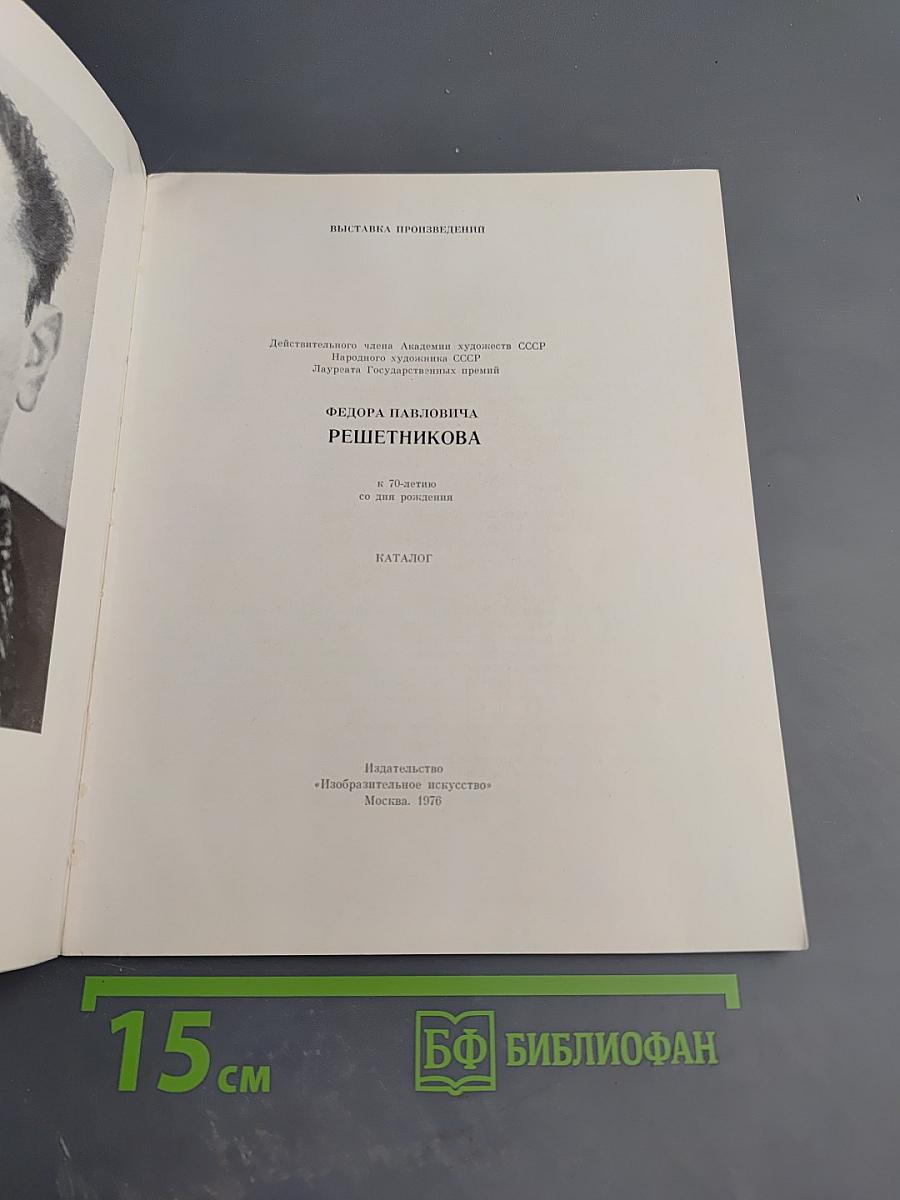 ВЫСТАВКА ПРОИЗВЕДЕНИЙ
Действительного члена Академии художеств СССР
Народного художника СССР
Лауреата Государственных премий
ФЕДОРА ПАВЛОВИЧА
РЕШЕТНИКОВА
к 70-летию
со дня рождения
КАТАЛОГ
Издательство
«Изобразительное искусство»
Москва. 1976
15 см
БФ БИБЛИОФАН